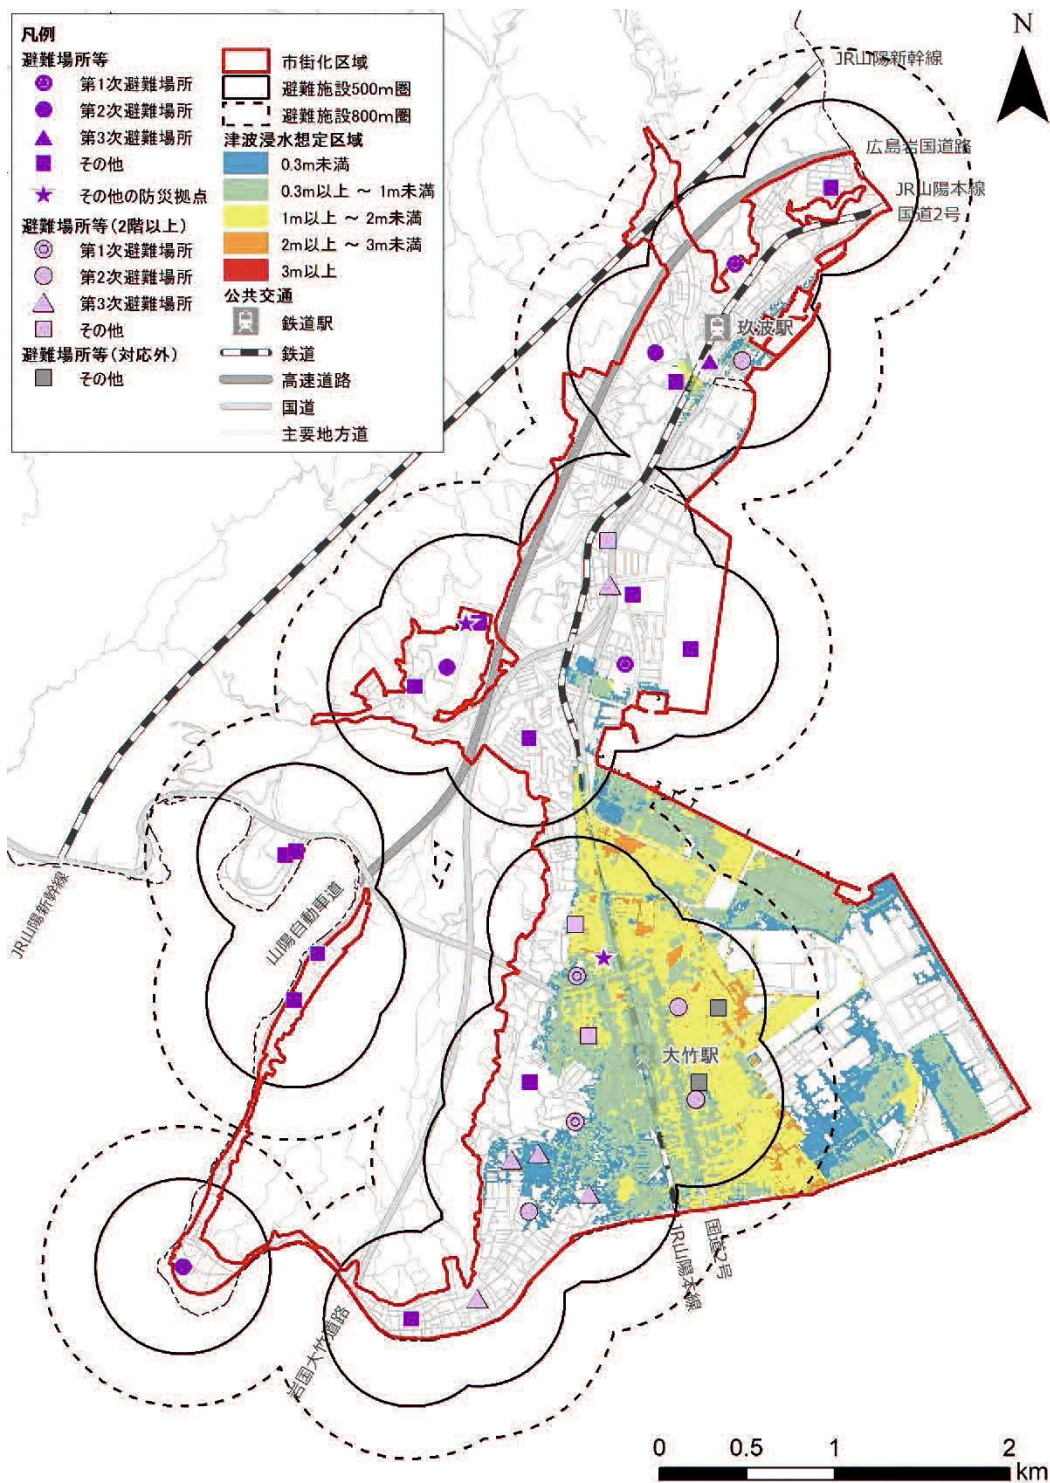 凡例
避難場所等
第1次避難場所
第2次避難場所
第3次避難場所
その他
その他の防災拠点
避難場所等(2階以上)
第1次避難場所
第2次避難場所
第3次避難場所
その他
避難場所等(対応外)
その他
市街化区域
避難施設500m圏
避難施設800m圏
津波浸水想定区域
0.3m未満
0.3m以上 ~ 1m未満
1m以上 ~ 2m未満
2m以上 ~ 3m未満
3m以上
公共交通
鉄道駅
鉄道
高速道路
国道
主要地方道
N
JR山陽新幹線
広島岩国道路
JR山陽本線
国道2号
玖波駅
JR山陽新幹線
山陽自動車道
大竹駅
国道2号
JR山陽本線
岩国大竹道路
0 0.5 1 2
km